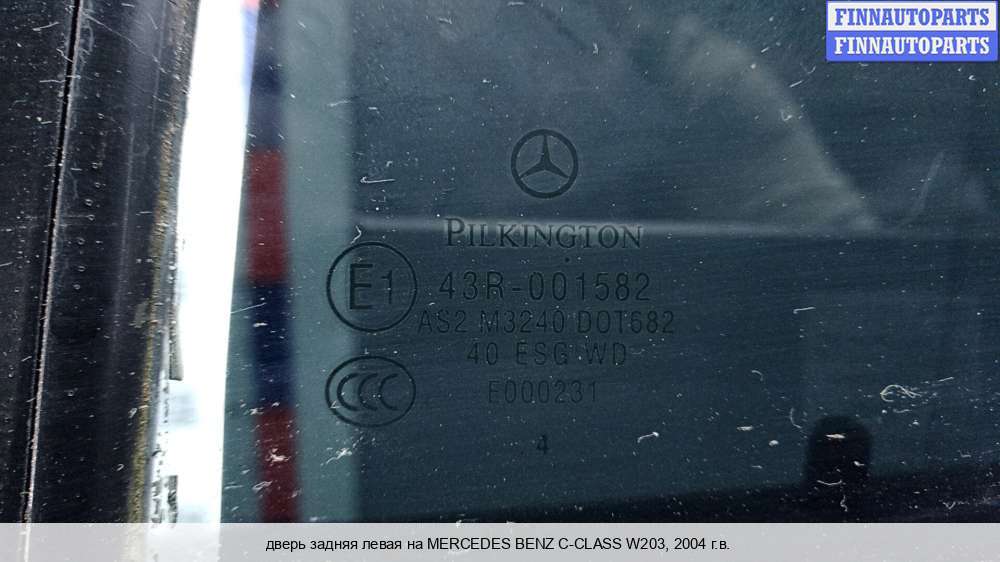 FINNAUTOPARTS
FINNAUTOPARTS
PILKINGTON
E1
43R-001582
AS2 M3240 DOT682
40 ESG WD
CCC
E000231
4
дверь задняя левая на MERCEDES BENZ C-CLASS W203, 2004 г.в.